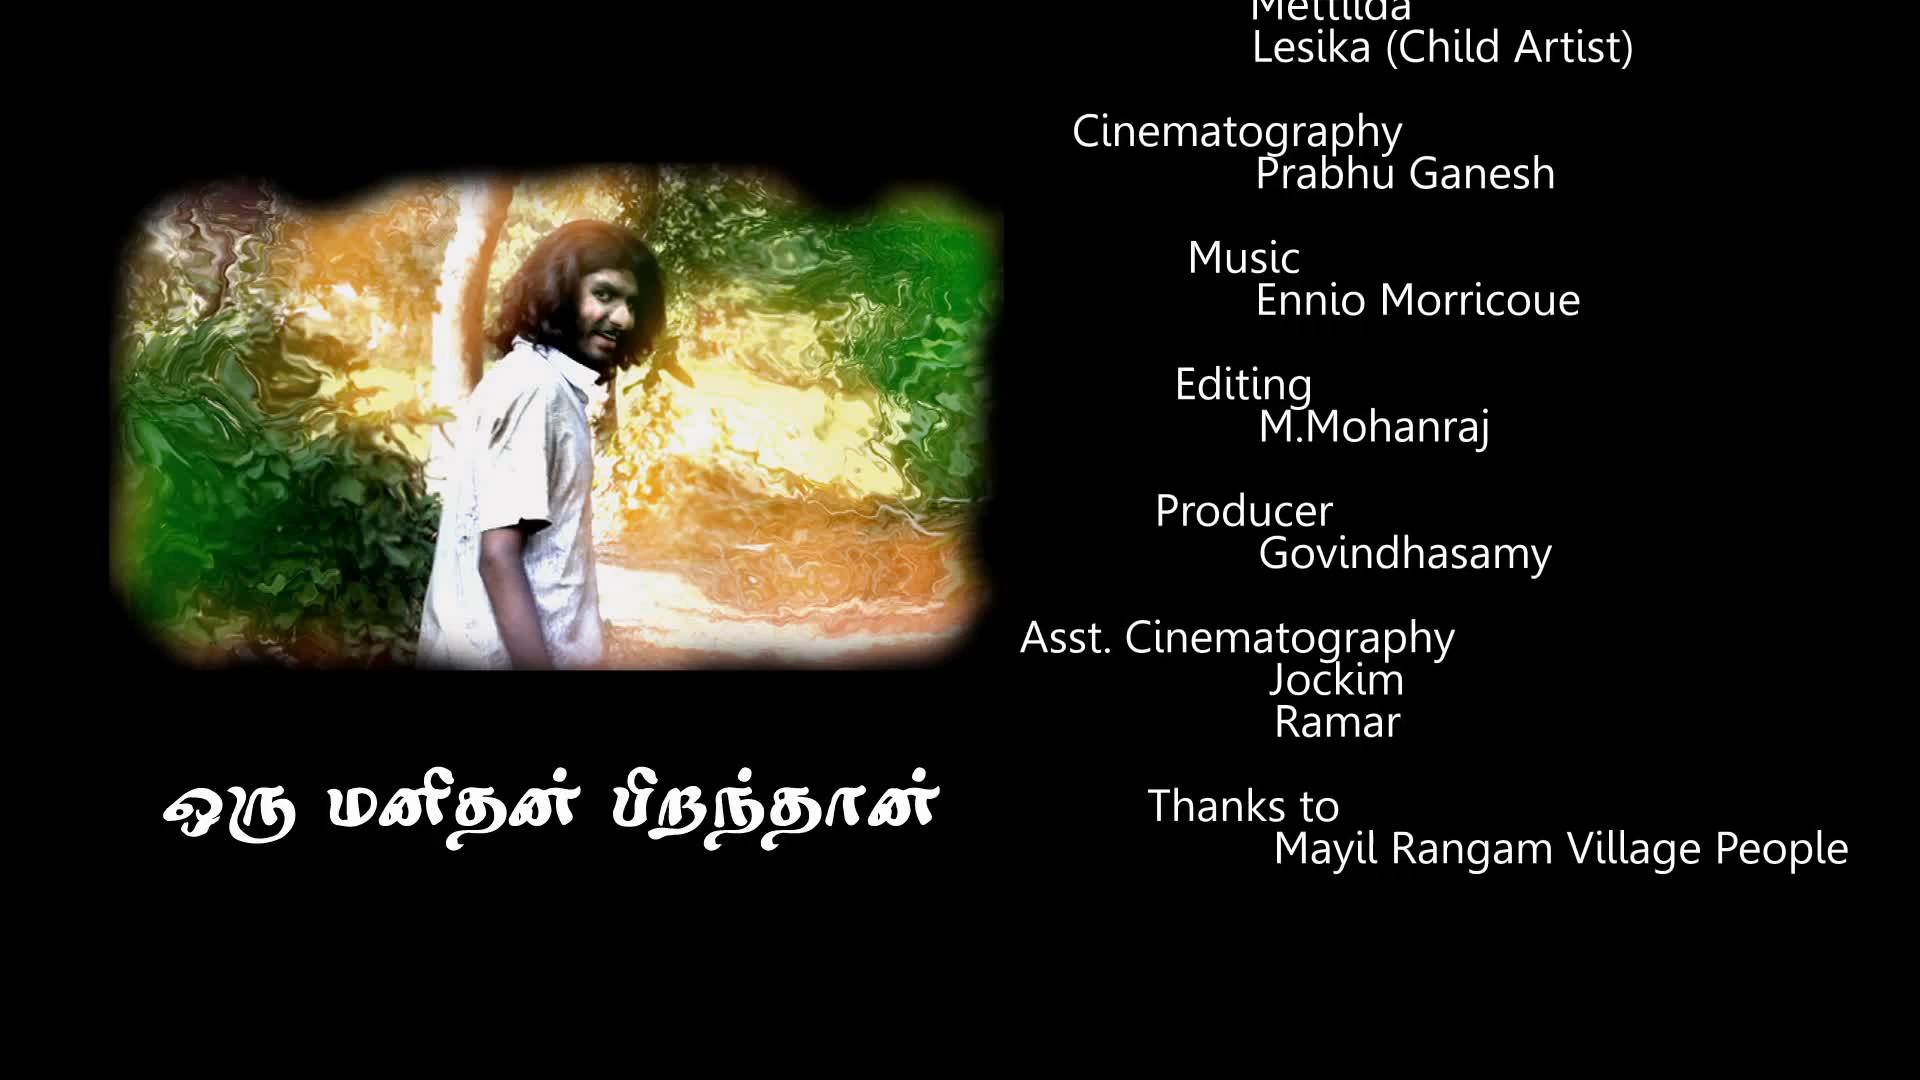 Mettilda
Lesika (Child Artist)
Cinematography
Prabhu Ganesh
Music
Ennio Morricoue
Editing
M.Mohanraj
Producer
Govindhasamy
Asst. Cinematography
Jockim
Ramar
Thanks to
Mayil Rangam Village People
ஒரு மனிதன் பிறந்தான்